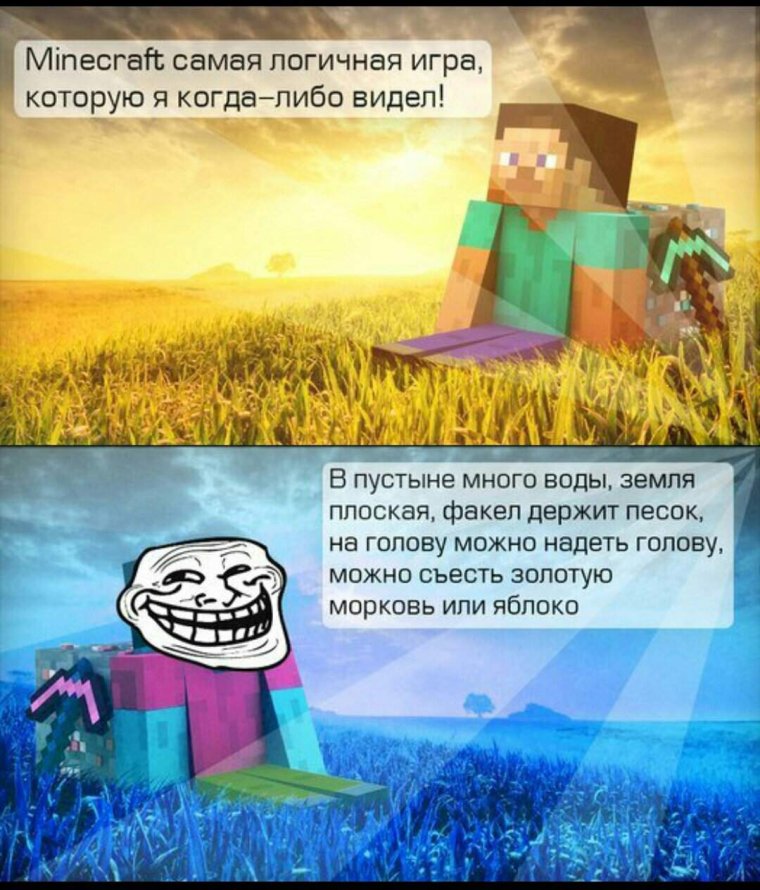 Minecraft самая логичная игра,
которую я когда-либо видел!
В пустыне много воды, земля
плоская, факел держит песок,
на голову можно надеть голову,
можно съесть золотую
морковь или яблоко